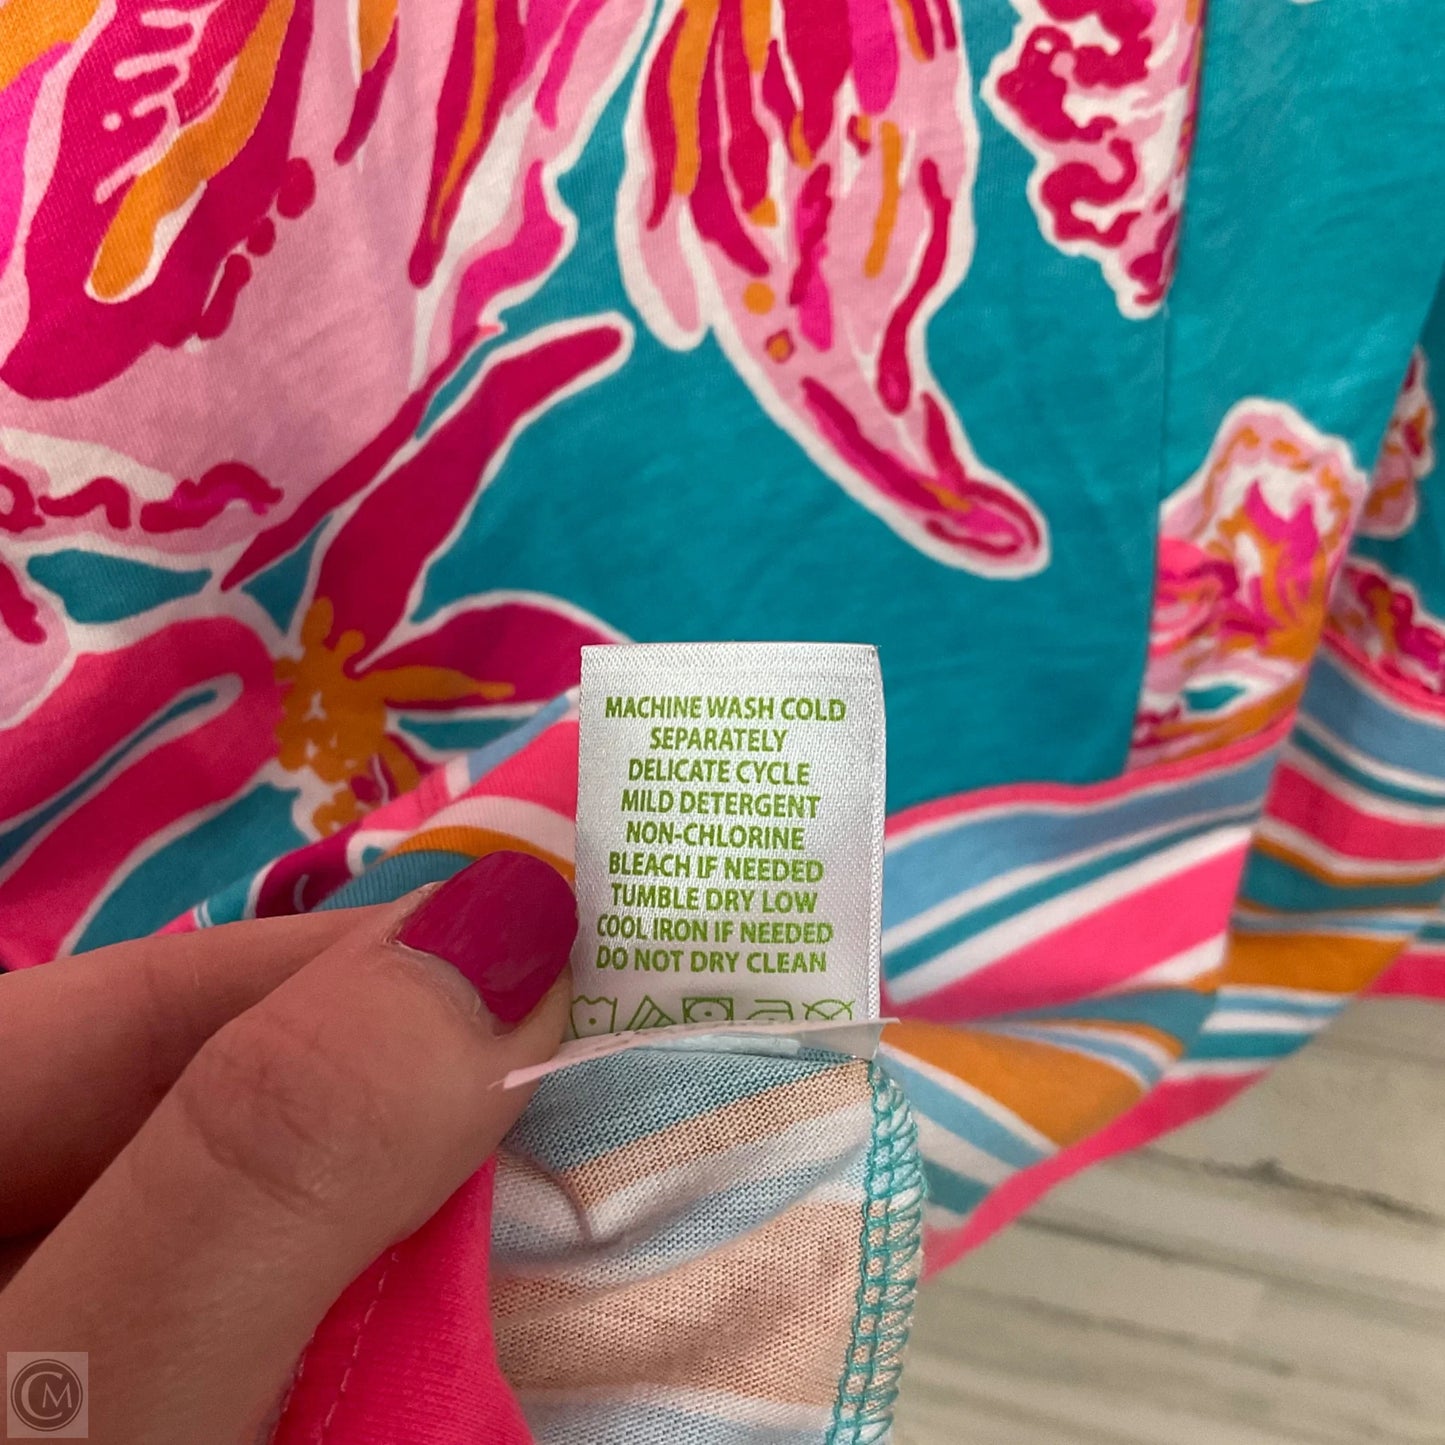 MACHINE WASH COLD
SEPARATELY
DELICATE CYCLE
MILD DETERGENT
NON-CHLORINE
BLEACH IF NEEDED
TUMBLE DRY LOW
COOL IRON IF NEEDED
DO NOT DRY CLEAN
CM